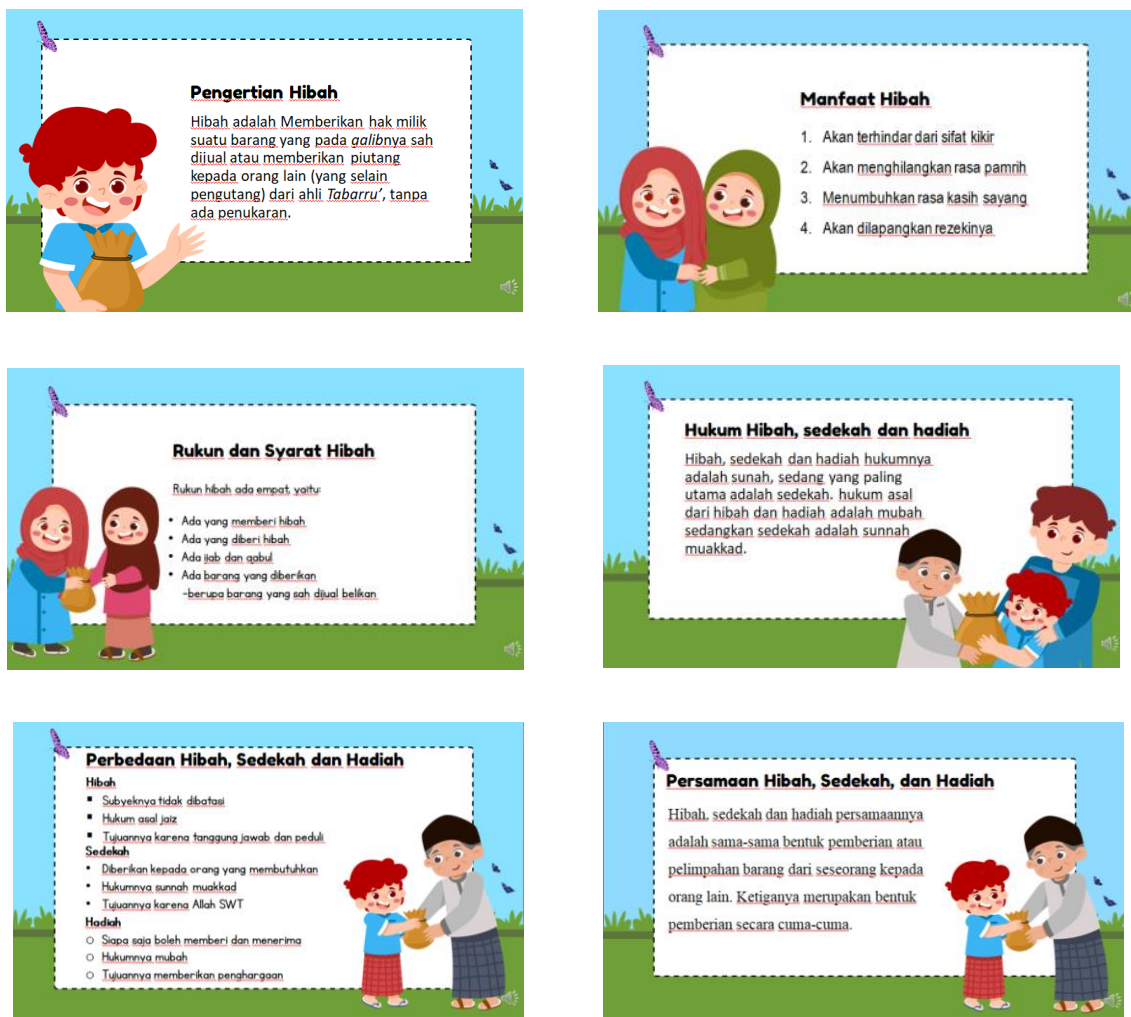 Pengertian Hibah
Hibah adalah Memberikan hak milik
suatu barang yang pada galibnya sah
dijual atau memberikan piutang
kepada orang lain (yang selain
pengutang) dari ahli Tabarru', tanpa
ada penukaran.
Manfaat Hibah
1. Akan terhindar dari sifat kikir
2. Akan menghilangkan rasa pamrih
3. Menumbuhkan rasa kasih sayang
4. Akan dilapangkan rezekinya
Rukun dan Syarat Hibah
Rukun hibah ada empat, yaitu:
• Ada yang memberi hibah
• Ada yang diberi hibah
• Ada ijab dan qabul
• Ada barang yang diberikan
-berupa barang yang sah dijual belikan
Hukum Hibah, sedekah dan hadiah
Hibah, sedekah dan hadiah hukumnya
adalah sunah, sedang yang paling
utama adalah sedekah. hukum asal
dari hibah dan hadiah adalah mubah
sedangkan sedekah adalah sunnah
muakkad.
Perbedaan Hibah, Sedekah dan Hadiah
Hibah
▪ Subyeknya tidak dibatasi
▪ Hukum asal jaiz
▪ Tujuannya karena tanggung jawab dan peduli
Sedekah
• Diberikan kepada orang yang membutuhkan
• Hukumnya sunnah muakkad
• Tujuannya karena Allah SWT
Hadiah
○ Siapa saja boleh memberi dan menerima
○ Hukumnya mubah
○ Tujuannya memberikan penghargaan
Persamaan Hibah, Sedekah, dan Hadiah
Hibah, sedekah dan hadiah persamaannya
adalah sama-sama bentuk pemberian atau
pelimpahan barang dari seseorang kepada
orang lain. Ketiganya merupakan bentuk
pemberian secara cuma-cuma.